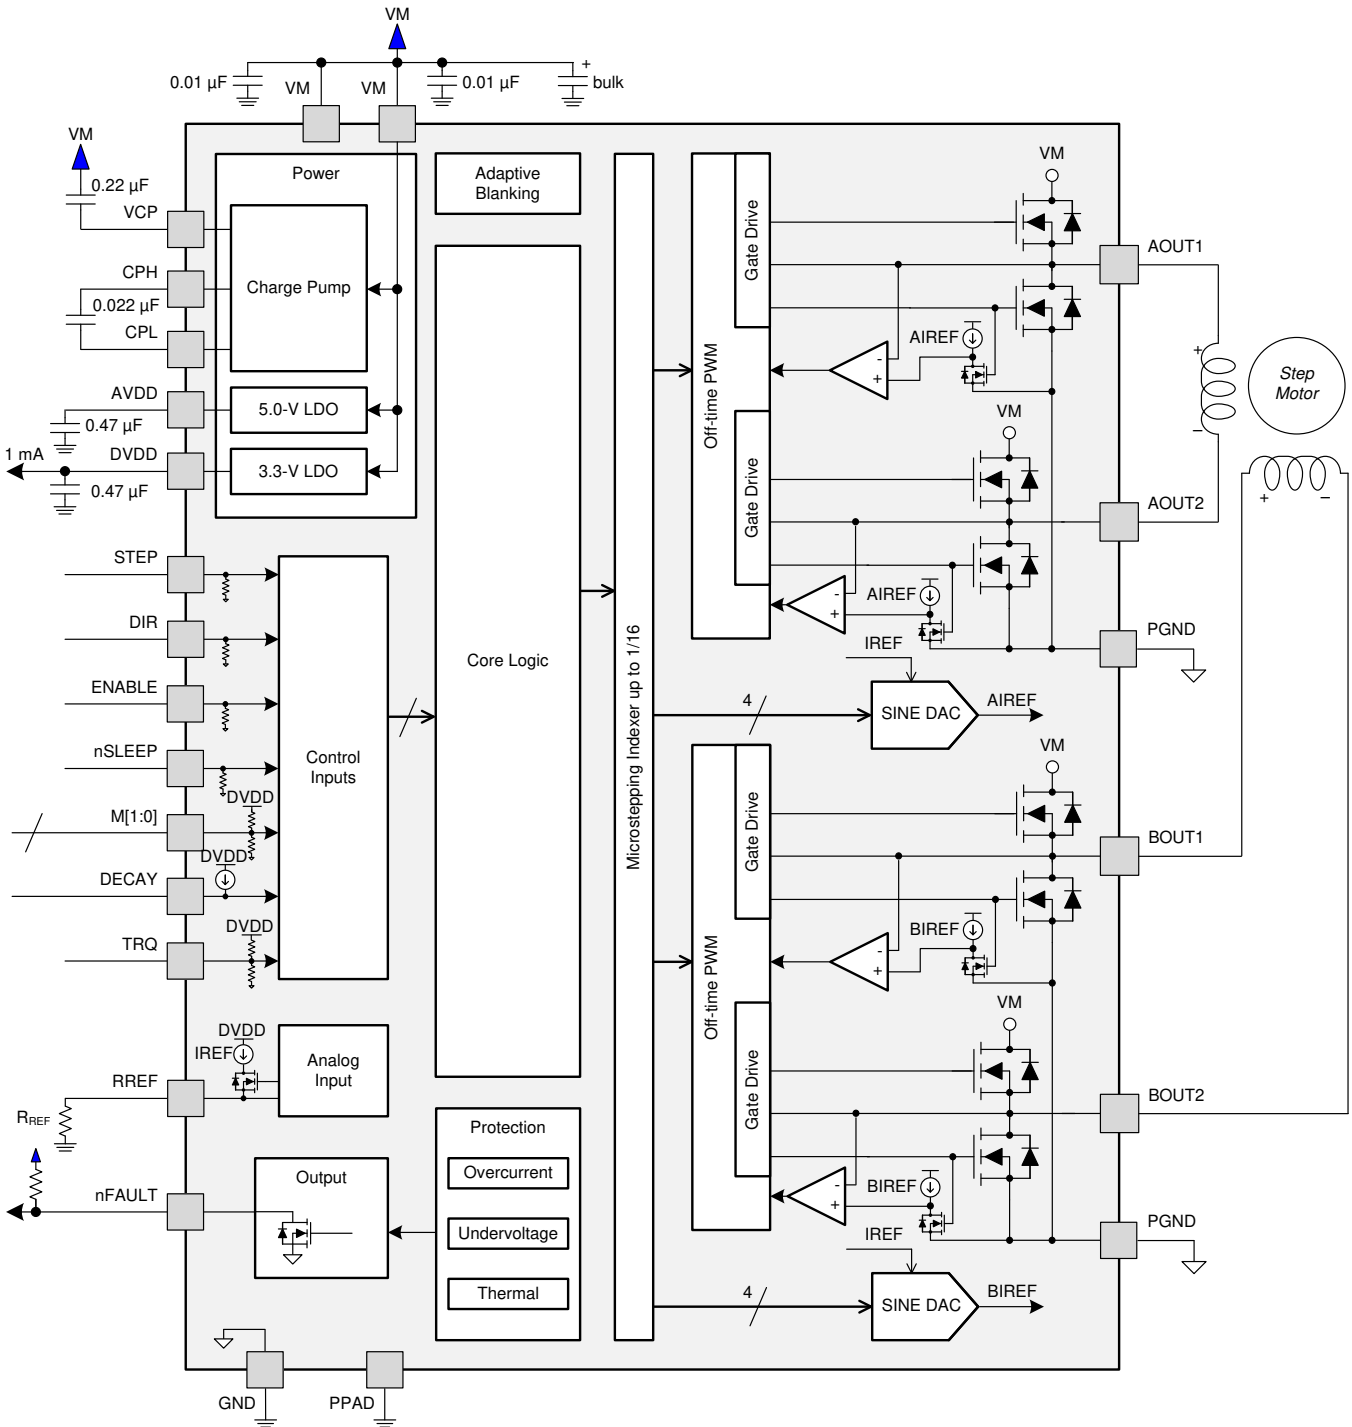 VM
0.01 µF
VM
VM
0.01 µF
+
bulk
VM
0.22 µF
VCP
CPH
0.022 µF
CPL
AVDD
0.47 µF
1 mA
DVDD
0.47 µF
Power
Charge Pump
5.0-V LDO
3.3-V LDO
Adaptive
Blanking
Core Logic
Microstepping Indexer up to 1/16
STEP
DIR
ENABLE
nSLEEP
M[1:0]
DECAY
TRQ
DVDD
DVDD
DVDD
Control
Inputs
DVDD
IREF
Analog
Input
RREF
RREF
nFAULT
Output
Protection
Overcurrent
Undervoltage
Thermal
GND
PPAD
Off-time PWM
Gate Drive
VM
AOUT1
AIREF
-
+
Gate Drive
VM
AOUT2
AIREF
-
+
PGND
IREF
4
SINE DAC
AIREF
+
−
Step
Motor
+
−
Off-time PWM
Gate Drive
VM
BOUT1
BIREF
-
+
Gate Drive
VM
BOUT2
BIREF
-
+
PGND
IREF
4
SINE DAC
BIREF